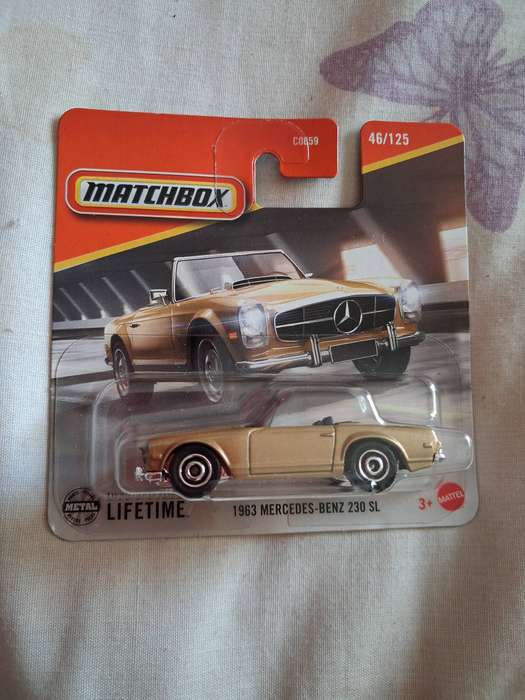 C0859
46/125
MATCHBOX
METAL
LIFETIME
1963 MERCEDES-BENZ 230 SL
3+
MATTEL